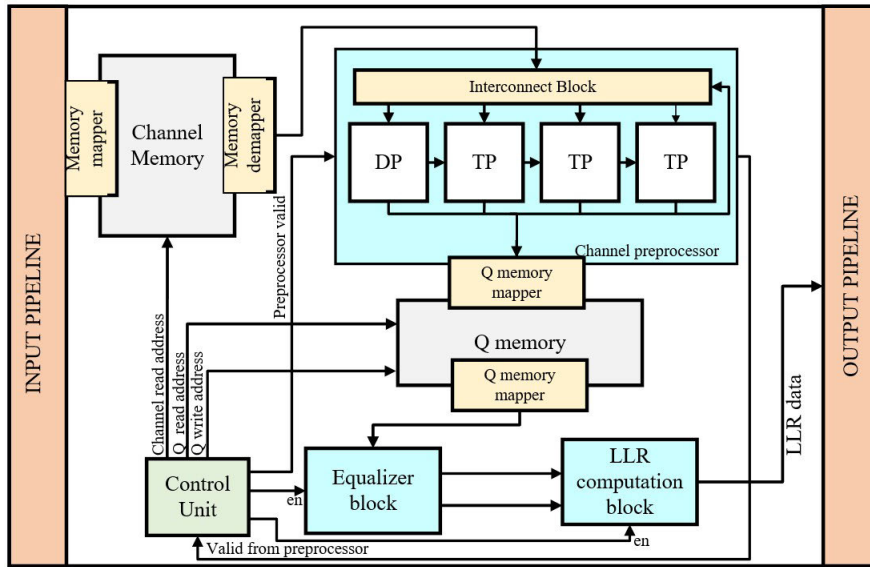 INPUT PIPELINE
Memory
mapper
Channel
Memory
Memory
demapper
Interconnect Block
DP
TP
TP
TP
Channel preprocessor
Preprocessor valid
Q memory
mapper
Q memory
Q memory
mapper
Channel read address
Q read address
Q write address
Control
Unit
en
Equalizer
block
LLR
computation
block
en
Valid from preprocessor
LLR data
OUTPUT PIPELINE